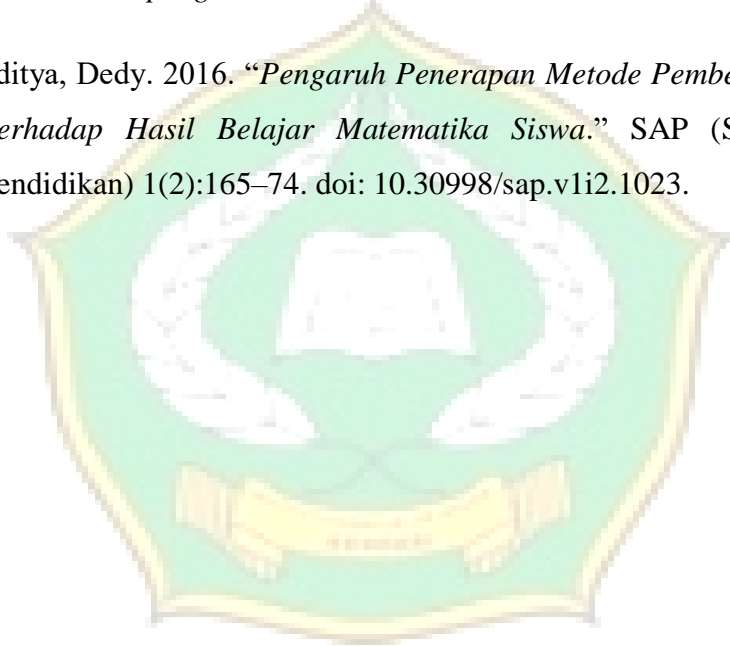 ditya, Dedy. 2016. “Pengaruh Penerapan Metode Pembe
erhadap Hasil Belajar Matematika Siswa.” SAP (S
endidikan) 1(2):165–74. doi: 10.30998/sap.v1i2.1023.